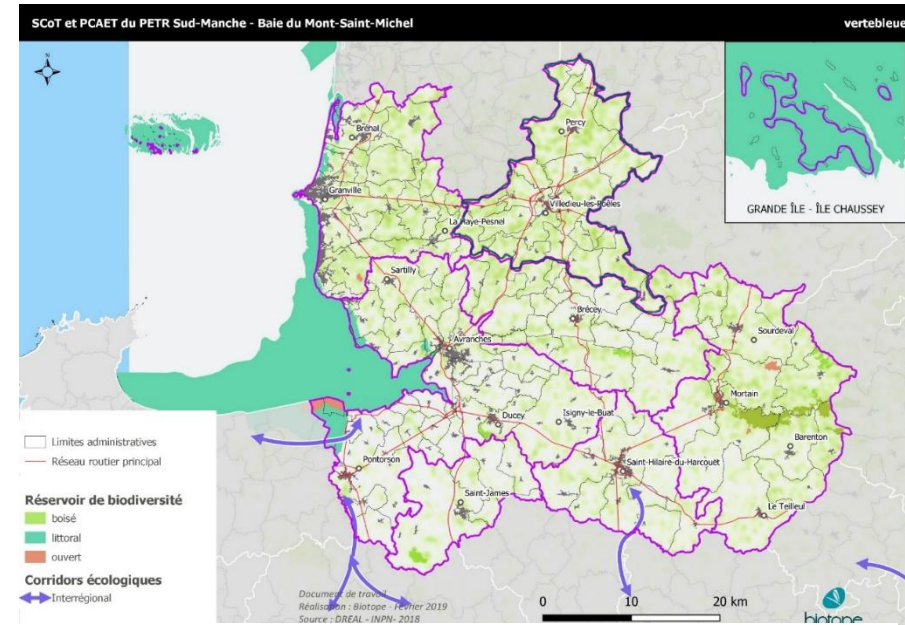 SCoT et PCAET du PETR Sud-Manche - Baie du Mont-Saint-Michel
vertebleue
N
Bréhal
Percy
Granville
Villedieu-les-Poêles
La Haye-Pesnel
GRANDE ÎLE - ÎLE CHAUSSEY
Sartilly
Brécey
Sourdeval
Avranches
Mortain
Ducey
Isigny-le-Buat
Barenton
Pontorson
Saint-Hilaire-du-Harcouët
Saint-James
Le Teilleul
Limites administratives
Réseau routier principal
Réservoir de biodiversité
boisé
littoral
ouvert
Corridors écologiques
Interrégional
Document de travail
Réalisation : Biotope - Février 2019
Source : DREAL - INPN- 2018
0 10 20 km
biotope